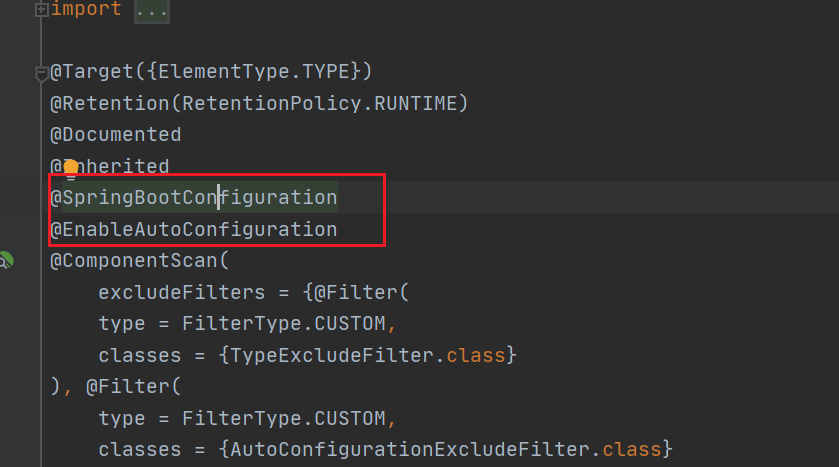 import ...
@Target({ElementType.TYPE})
@Retention(RetentionPolicy.RUNTIME)
@Documented
@Inherited
@SpringBootConfiguration
@EnableAutoConfiguration
@ComponentScan(
    excludeFilters = {@Filter(
    type = FilterType.CUSTOM,
    classes = {TypeExcludeFilter.class}
), @Filter(
    type = FilterType.CUSTOM,
    classes = {AutoConfigurationExcludeFilter.class}